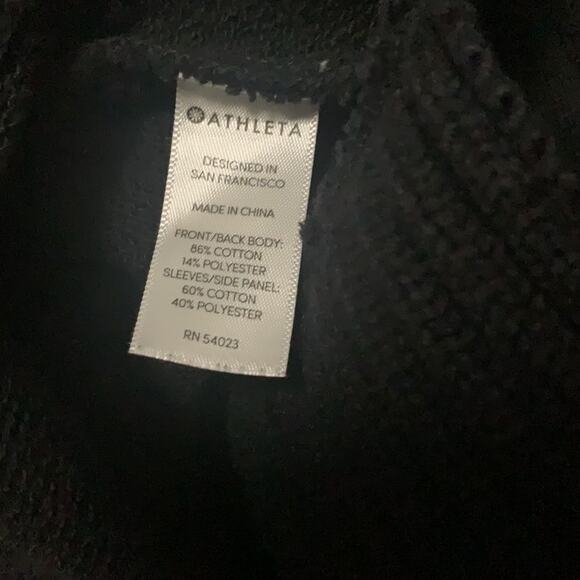 ATHLETA
DESIGNED IN
SAN FRANCISCO
MADE IN CHINA
FRONT/BACK BODY:
86% COTTON
14% POLYESTER
SLEEVES/SIDE PANEL:
60% COTTON
40% POLYESTER
RN 54023